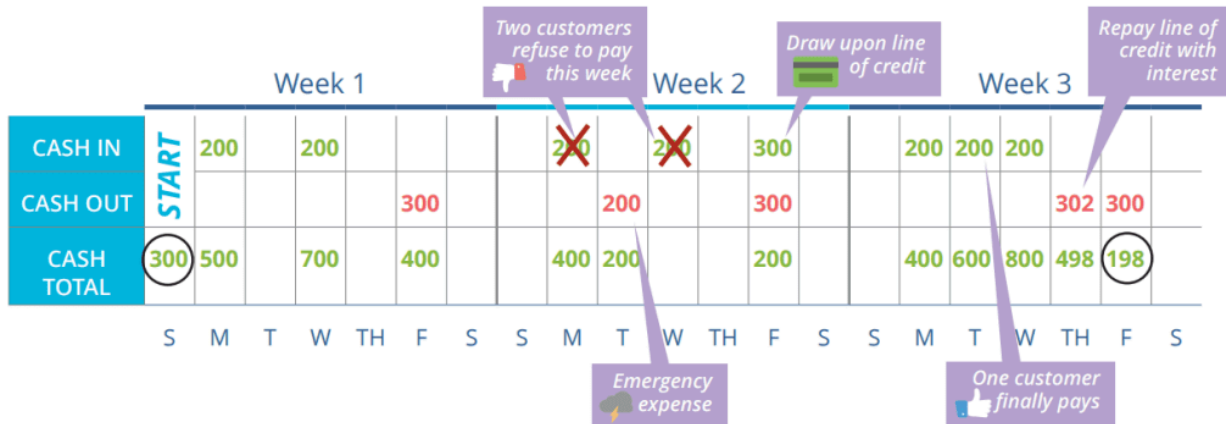 Two customers
refuse to pay
this week
Draw upon line
of credit
Repay line of
credit with
interest
Week 1
Week 2
Week 3
CASH IN
START
200
200
200
200
300
200
200
200
CASH OUT
300
200
300
302
300
CASH
TOTAL
300
500
700
400
400
200
200
400
600
800
498
198
S
M
T
W
TH
F
S
S
M
T
W
TH
F
S
S
M
T
W
TH
F
S
Emergency
expense
One customer
finally pays